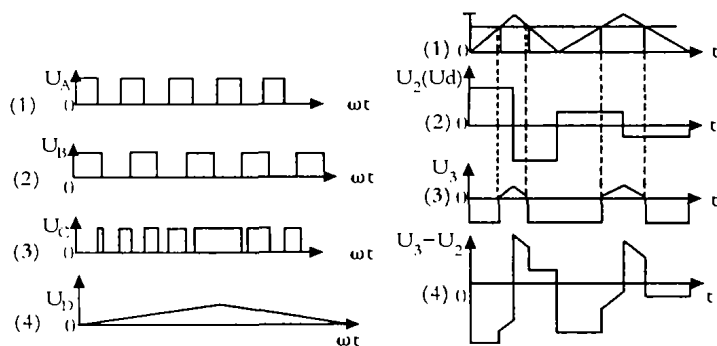 U_A
(1)
0
ωt
U_B
(2)
0
ωt
U_C
(3)
0
ωt
U_D
(4)
0
ωt
(1)
0
t
U_2(Ud)
(2)
0
t
U_3
(3)
0
t
U_3-U_2
(4)
0
t